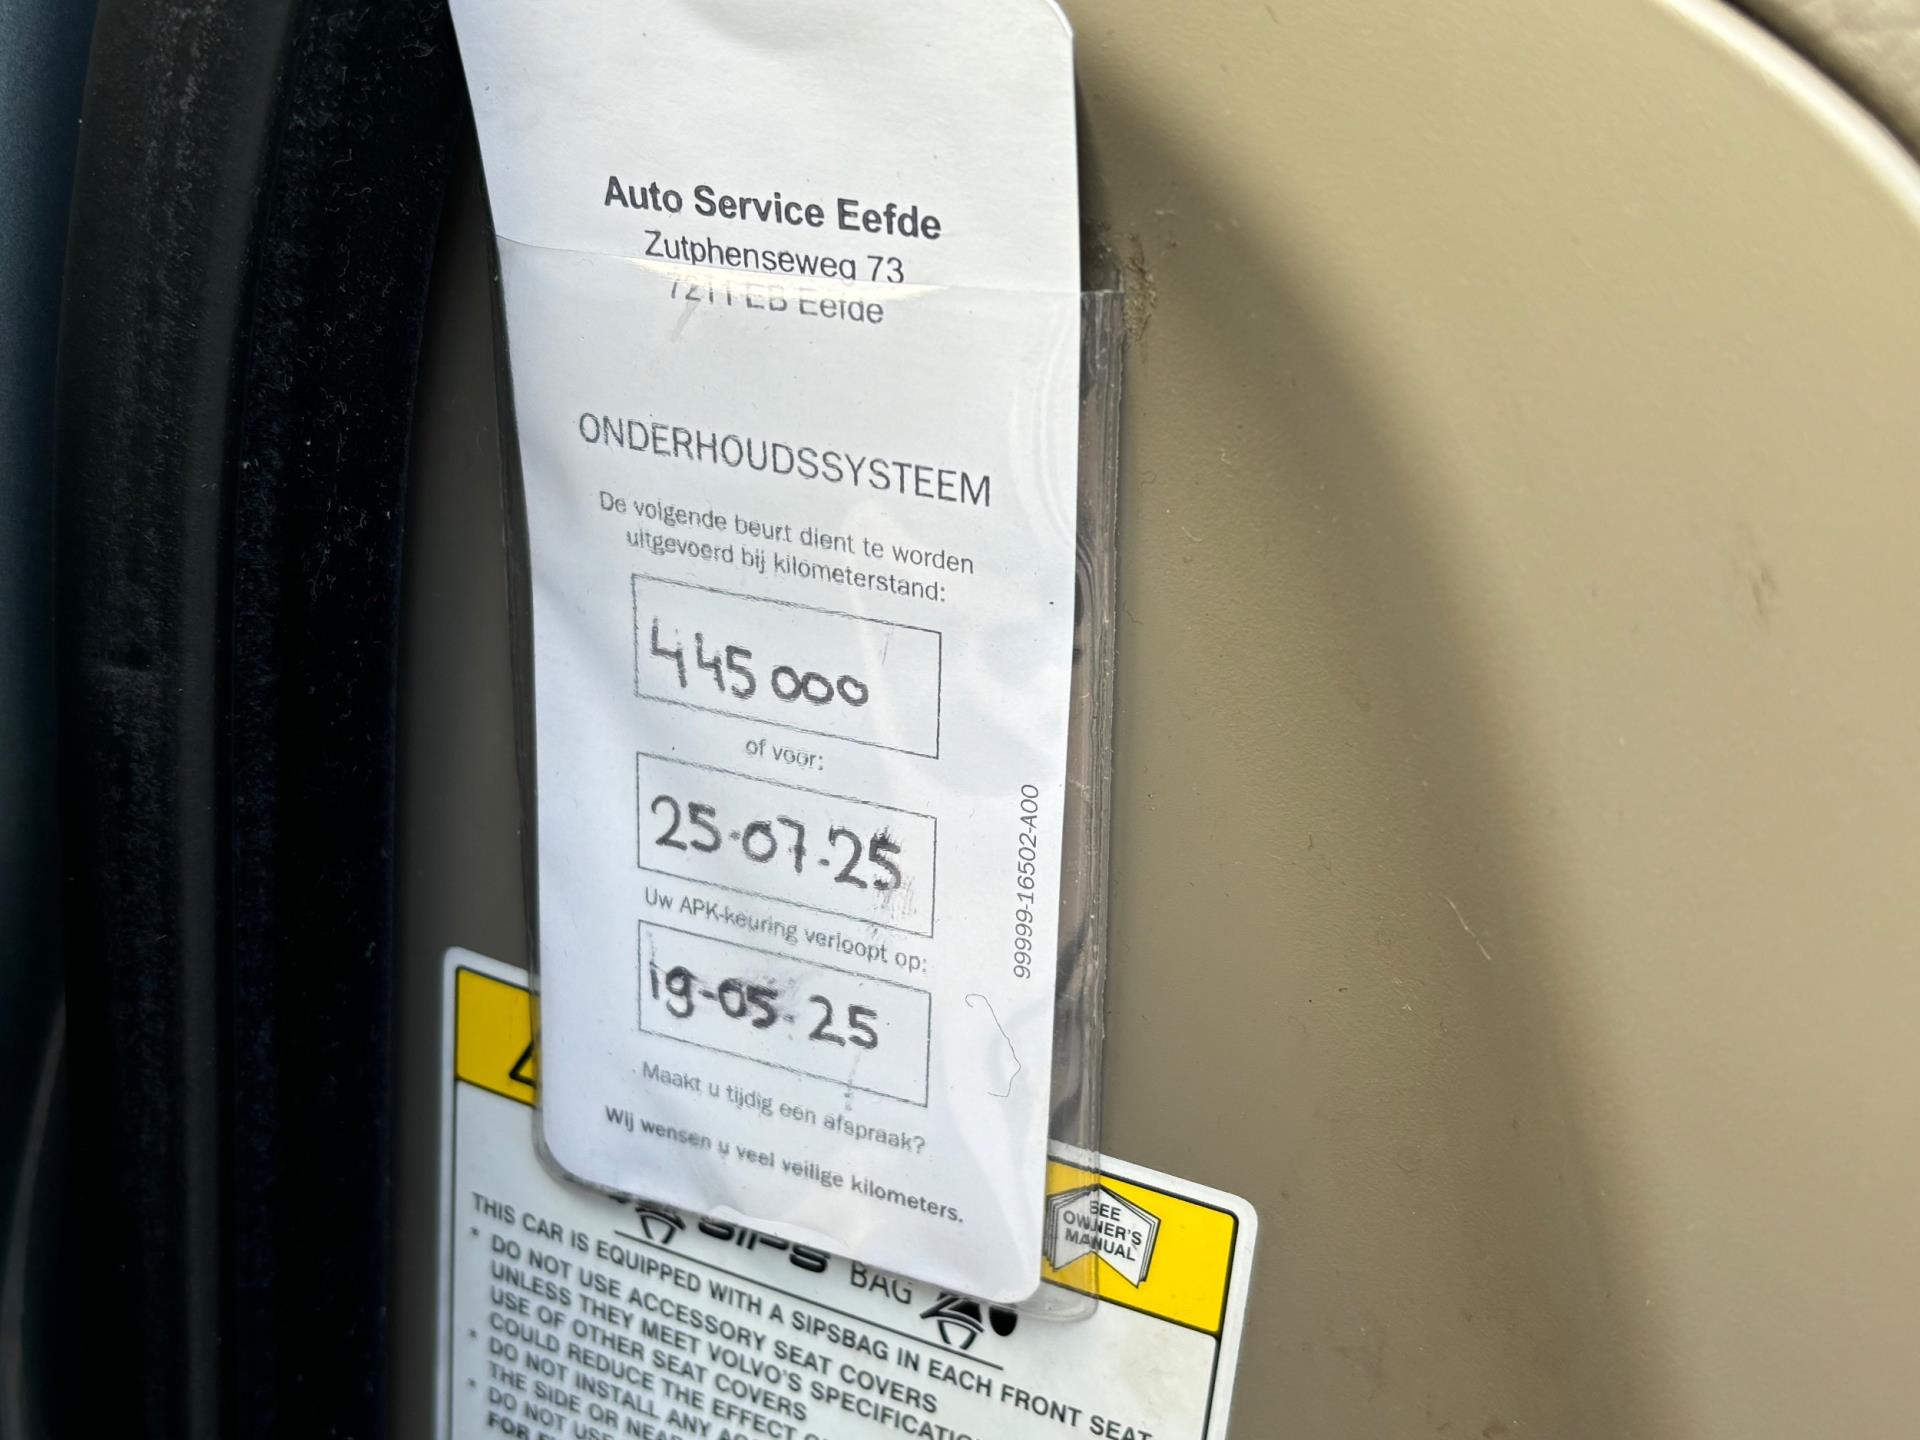 Auto Service Eefde
Zutphenseweg 73
7211 EB Eefde
ONDERHOUDSSYSTEEM
De volgende beurt dient te worden
uitgevoerd bij kilometerstand:
445000
of voor:
25-07-25
Uw APK-keuring verloopt op:
19-05-25
Maakt u tijdig een afspraak?
Wij wensen u veel veilige kilometers.
99999-16502-A00
SEE
OWNER'S
MANUAL
SIPS BAG
THIS CAR IS EQUIPPED WITH A SIPSBAG IN EACH FRONT SEAT
• DO NOT USE ACCESSORY SEAT COVERS
UNLESS THEY MEET VOLVO'S
USE OF OTHER SEAT COVERS
COULD REDUCE THE EFFECT
• DO NOT INSTALL ANY
THE SIDE OR
• DO NOT USE